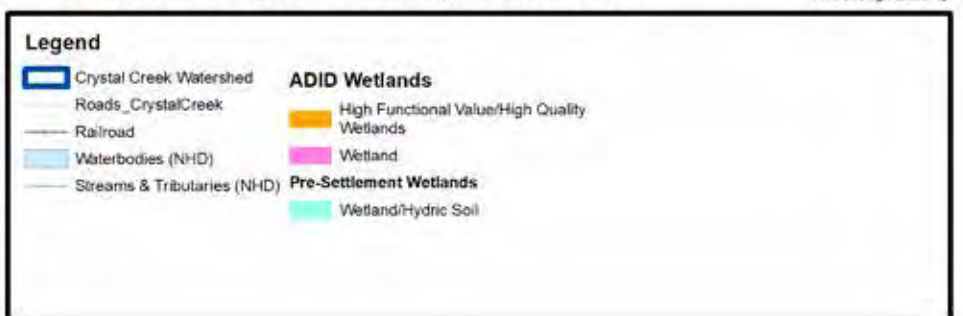 Legend
Crystal Creek Watershed
Roads_CrystalCreek
Railroad
Waterbodies (NHD)
Streams & Tributaries (NHD)
ADID Wetlands
High Functional Value/High Quality
Wetlands
Wetland
Pre-Settlement Wetlands
Wetland/Hydric Soil